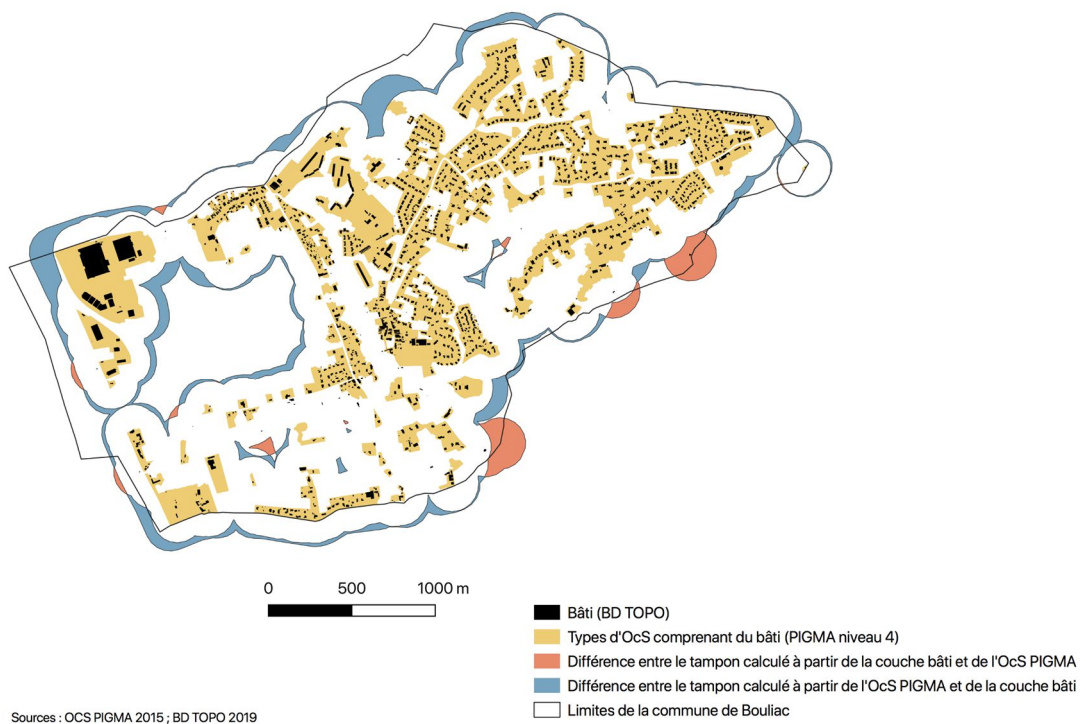 0 500 1000 m
Bâti (BD TOPO)
Types d'OcS comprenant du bâti (PIGMA niveau 4)
Différence entre le tampon calculé à partir de la couche bâti et de l'OcS PIGMA
Différence entre le tampon calculé à partir de l'OcS PIGMA et de la couche bâti
Limites de la commune de Bouliac
Sources : OCS PIGMA 2015 ; BD TOPO 2019